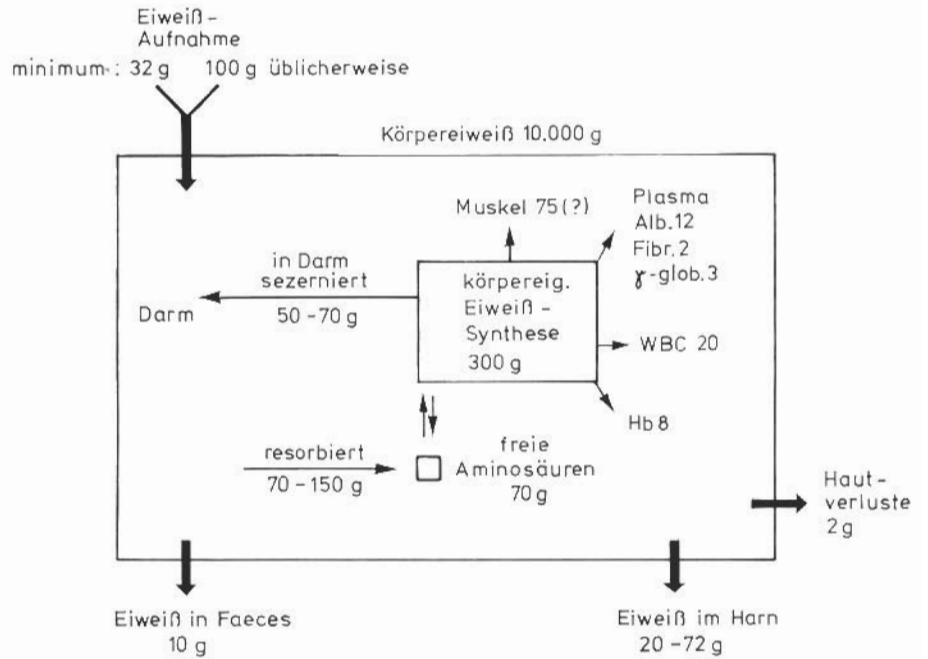 Eiweiß-
Aufnahme
minimum: 32 g 100 g üblicherweise
Körpereiweiß 10.000 g
Muskel 75 (?)
Plasma
Alb. 12
Fibr. 2
γ-glob. 3
in Darm
sezerniert
50 - 70 g
Darm
körpereig.
Eiweiß-
Synthese
300 g
WBC 20
Hb 8
resorbiert
70 - 150 g
freie
Aminosäuren
70 g
Haut-
verluste
2 g
Eiweiß in Faeces
10 g
Eiweiß im Harn
20 - 72 g